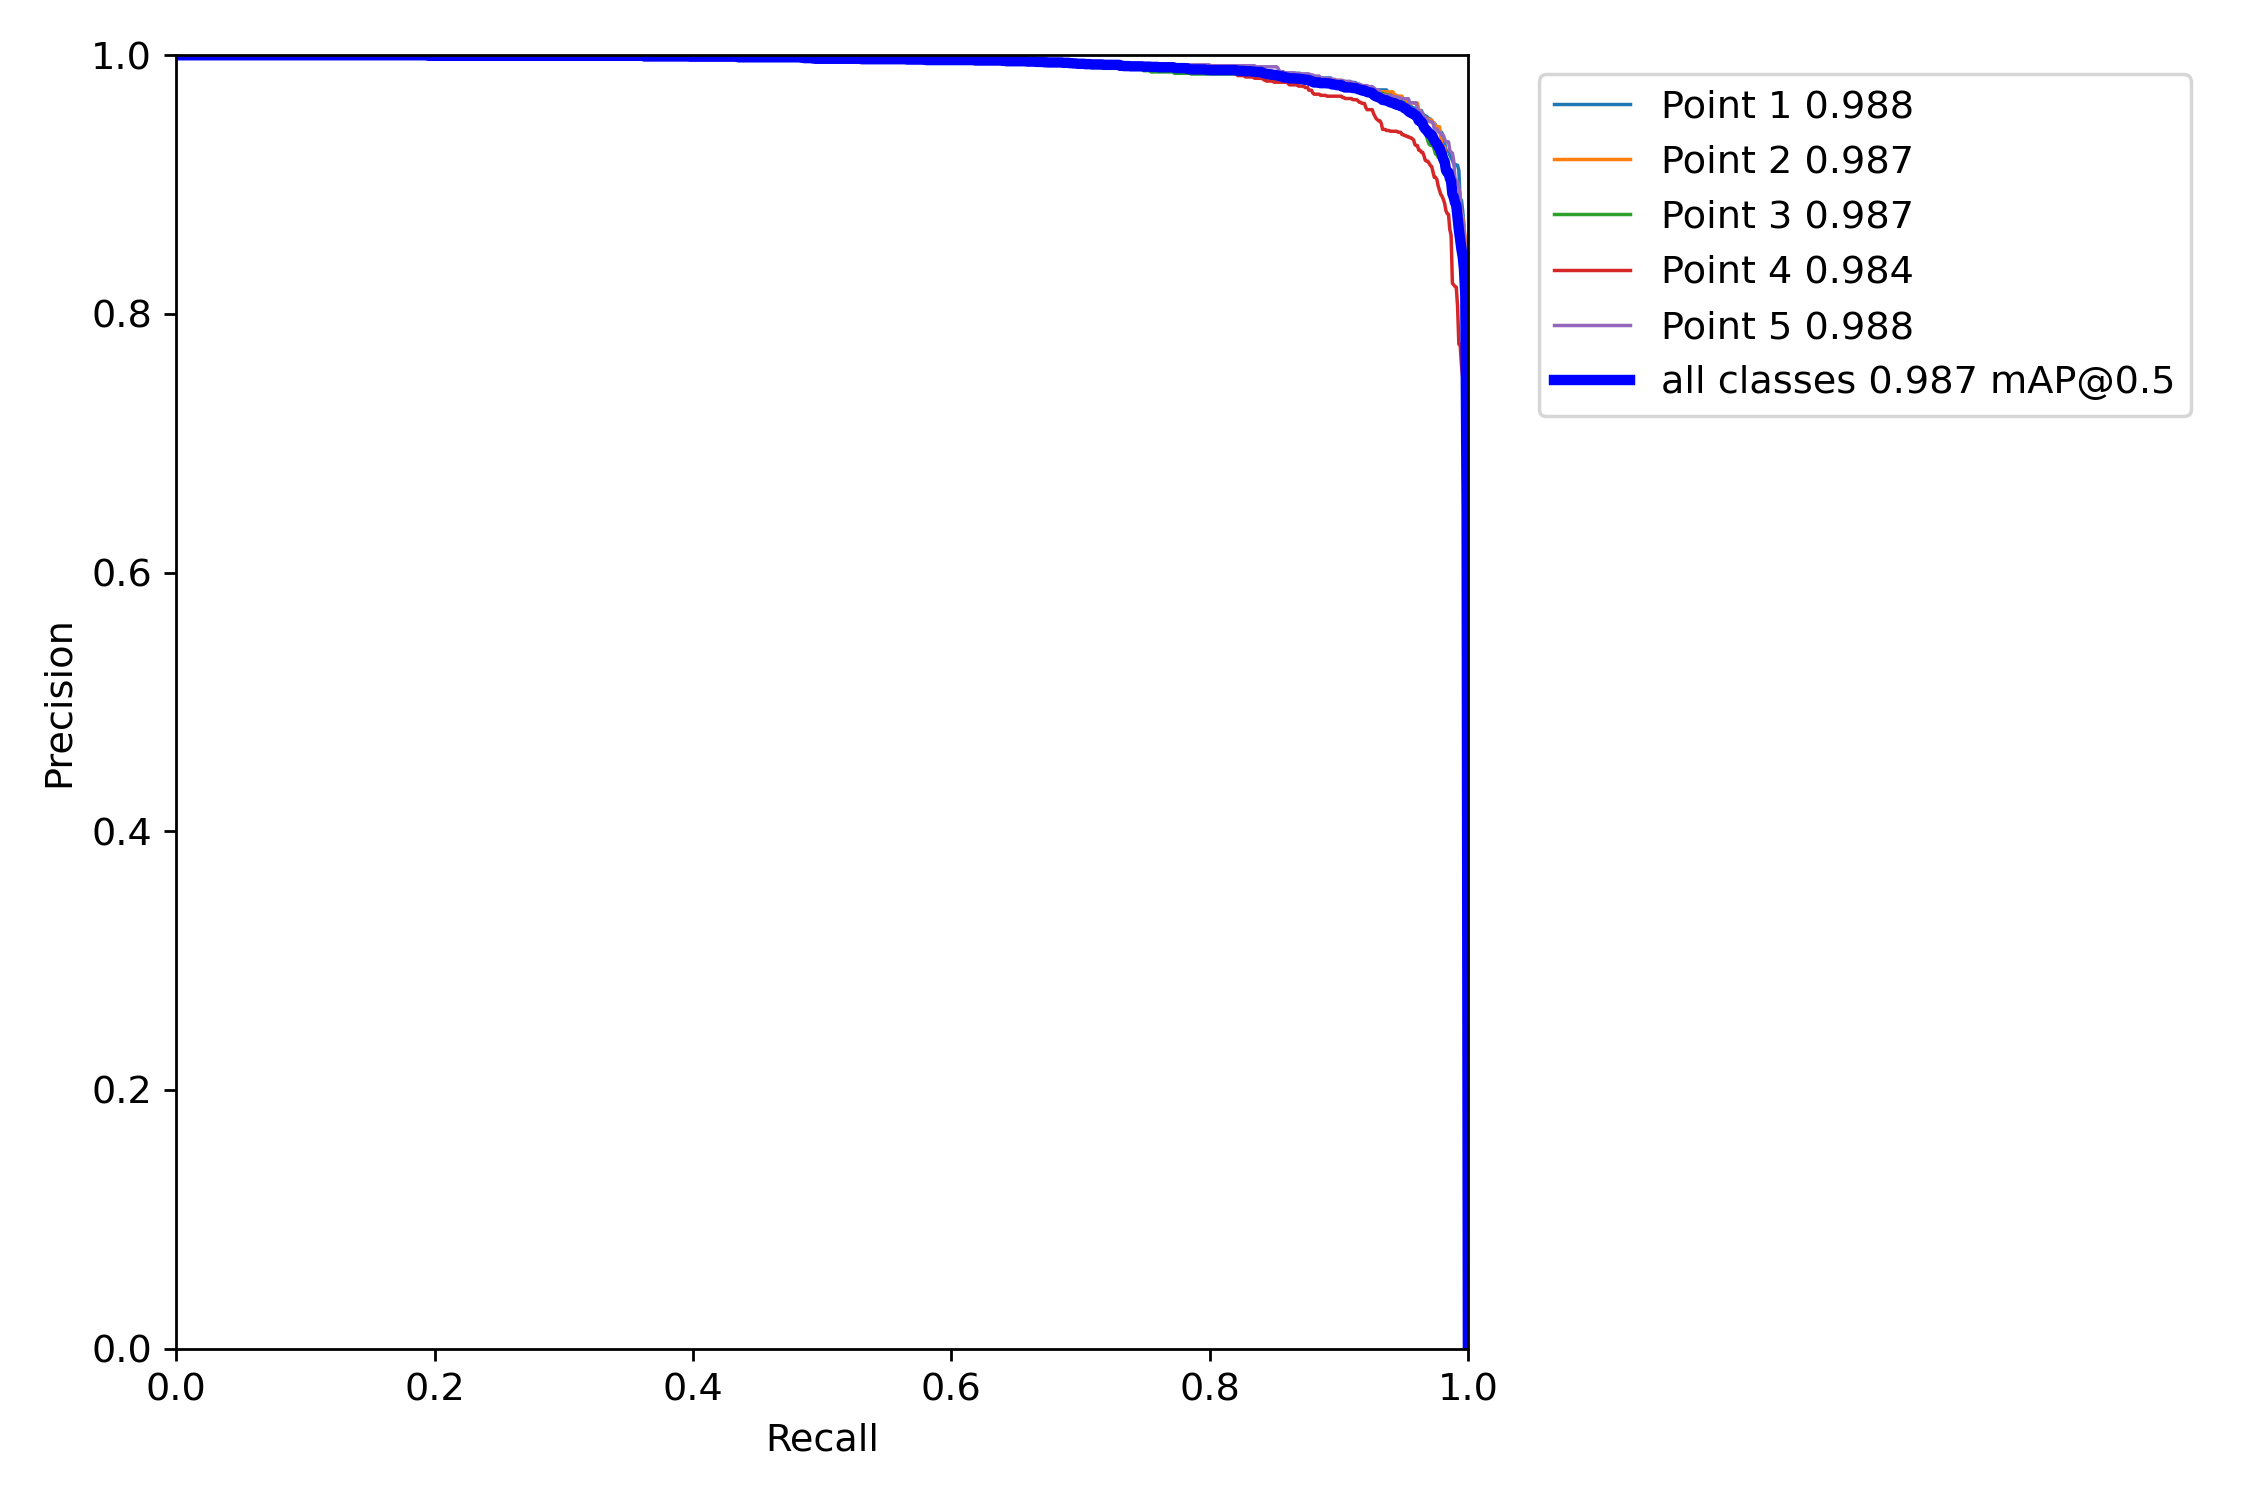 1.0
0.8
0.6
0.4
0.2
0.0
Precision
0.0 0.2 0.4 0.6 0.8 1.0
Recall
Point 1 0.988
Point 2 0.987
Point 3 0.987
Point 4 0.984
Point 5 0.988
all classes 0.987 mAP@0.5